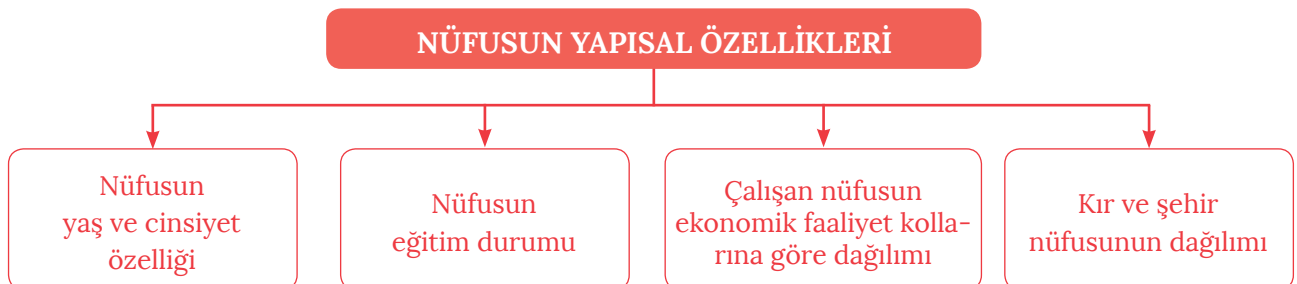 NÜFUSUN YAPISAL ÖZELLİKLERİ
Nüfusun
yaş ve cinsiyet
özelliği
Nüfusun
eğitim durumu
Çalışan nüfusun
ekonomik faaliyet kolla-
rına göre dağılımı
Kır ve şehir
nüfusunun dağılımı